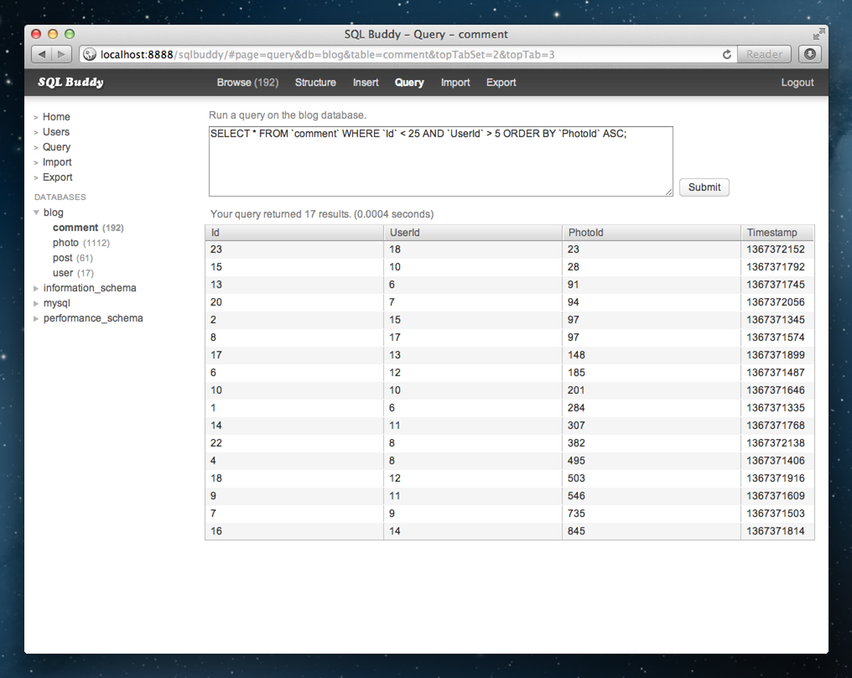 SQL Buddy – Query – comment
localhost:8888/sqlbuddy/#page=query&db=blog&table=comment&topTabSet=2&topTab=3
Reader
SQL Buddy Browse (192) Structure Insert Query Import Export Logout
> Home
> Users
> Query
> Import
> Export
DATABASES
blog
comment (192)
photo (1112)
post (61)
user (17)
information_schema
mysql
performance_schema
Run a query on the blog database.
SELECT * FROM `comment` WHERE `Id` < 25 AND `UserId` > 5 ORDER BY `PhotoId` ASC;
Submit
Your query returned 17 results. (0.0004 seconds)
Id UserId PhotoId Timestamp
23 18 23 1367372152
15 10 28 1367371792
13 6 91 1367371745
20 7 94 1367372056
2 15 97 1367371345
8 17 97 1367371574
17 13 148 1367371899
6 12 185 1367371487
10 10 201 1367371646
1 6 284 1367371335
14 11 307 1367371768
22 8 382 1367372138
4 8 495 1367371406
18 12 503 1367371916
9 11 546 1367371609
7 9 735 1367371503
16 14 845 1367371814